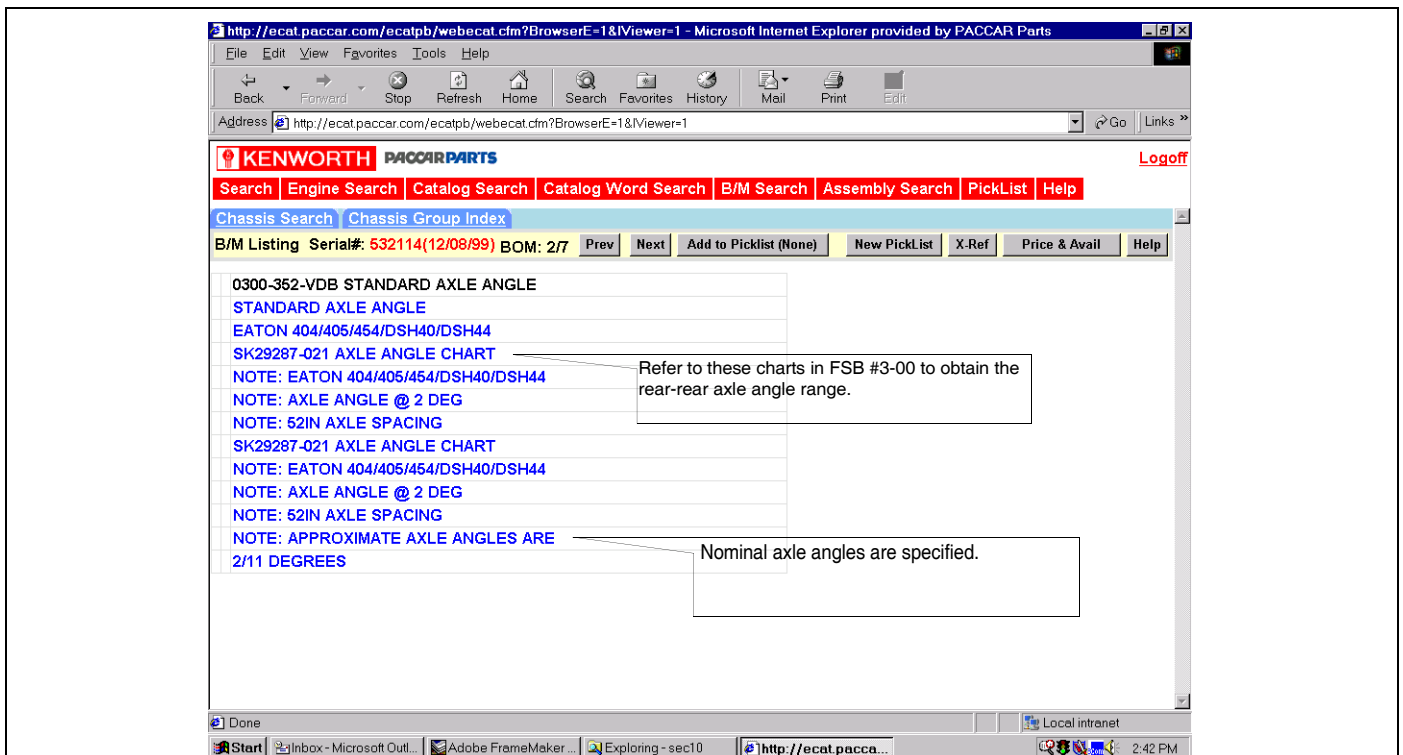 http://ecat.paccar.com/ecatpb/webecat.cfm?BrowserE=1&IViewer=1 - Microsoft Internet Explorer provided by PACCAR Parts
File Edit View Favorites Tools Help
Back Forward Stop Refresh Home Search Favorites History Mail Print Edit
Address http://ecat.paccar.com/ecatpb/webecat.cfm?BrowserE=1&IViewer=1 Go Links »
KENWORTH PACCAR PARTS Logoff
Search Engine Search Catalog Search Catalog Word Search B/M Search Assembly Search PickList Help
Chassis Search Chassis Group Index
B/M Listing Serial#: 532114(12/08/99) BOM: 2/7 Prev Next Add to Picklist (None) New PickList X-Ref Price & Avail Help
0300-352-VDB STANDARD AXLE ANGLE
STANDARD AXLE ANGLE
EATON 404/405/454/DSH40/DSH44
SK29287-021 AXLE ANGLE CHART
Refer to these charts in FSB #3-00 to obtain the
rear-rear axle angle range.
NOTE: EATON 404/405/454/DSH40/DSH44
NOTE: AXLE ANGLE @ 2 DEG
NOTE: 52IN AXLE SPACING
SK29287-021 AXLE ANGLE CHART
NOTE: EATON 404/405/454/DSH40/DSH44
NOTE: AXLE ANGLE @ 2 DEG
NOTE: 52IN AXLE SPACING
NOTE: APPROXIMATE AXLE ANGLES ARE
Nominal axle angles are specified.
2/11 DEGREES
Done Local intranet
Start Inbox - Microsoft Outl... Adobe FrameMaker ... Exploring - sec10 http://ecat.pacca... 2:42 PM